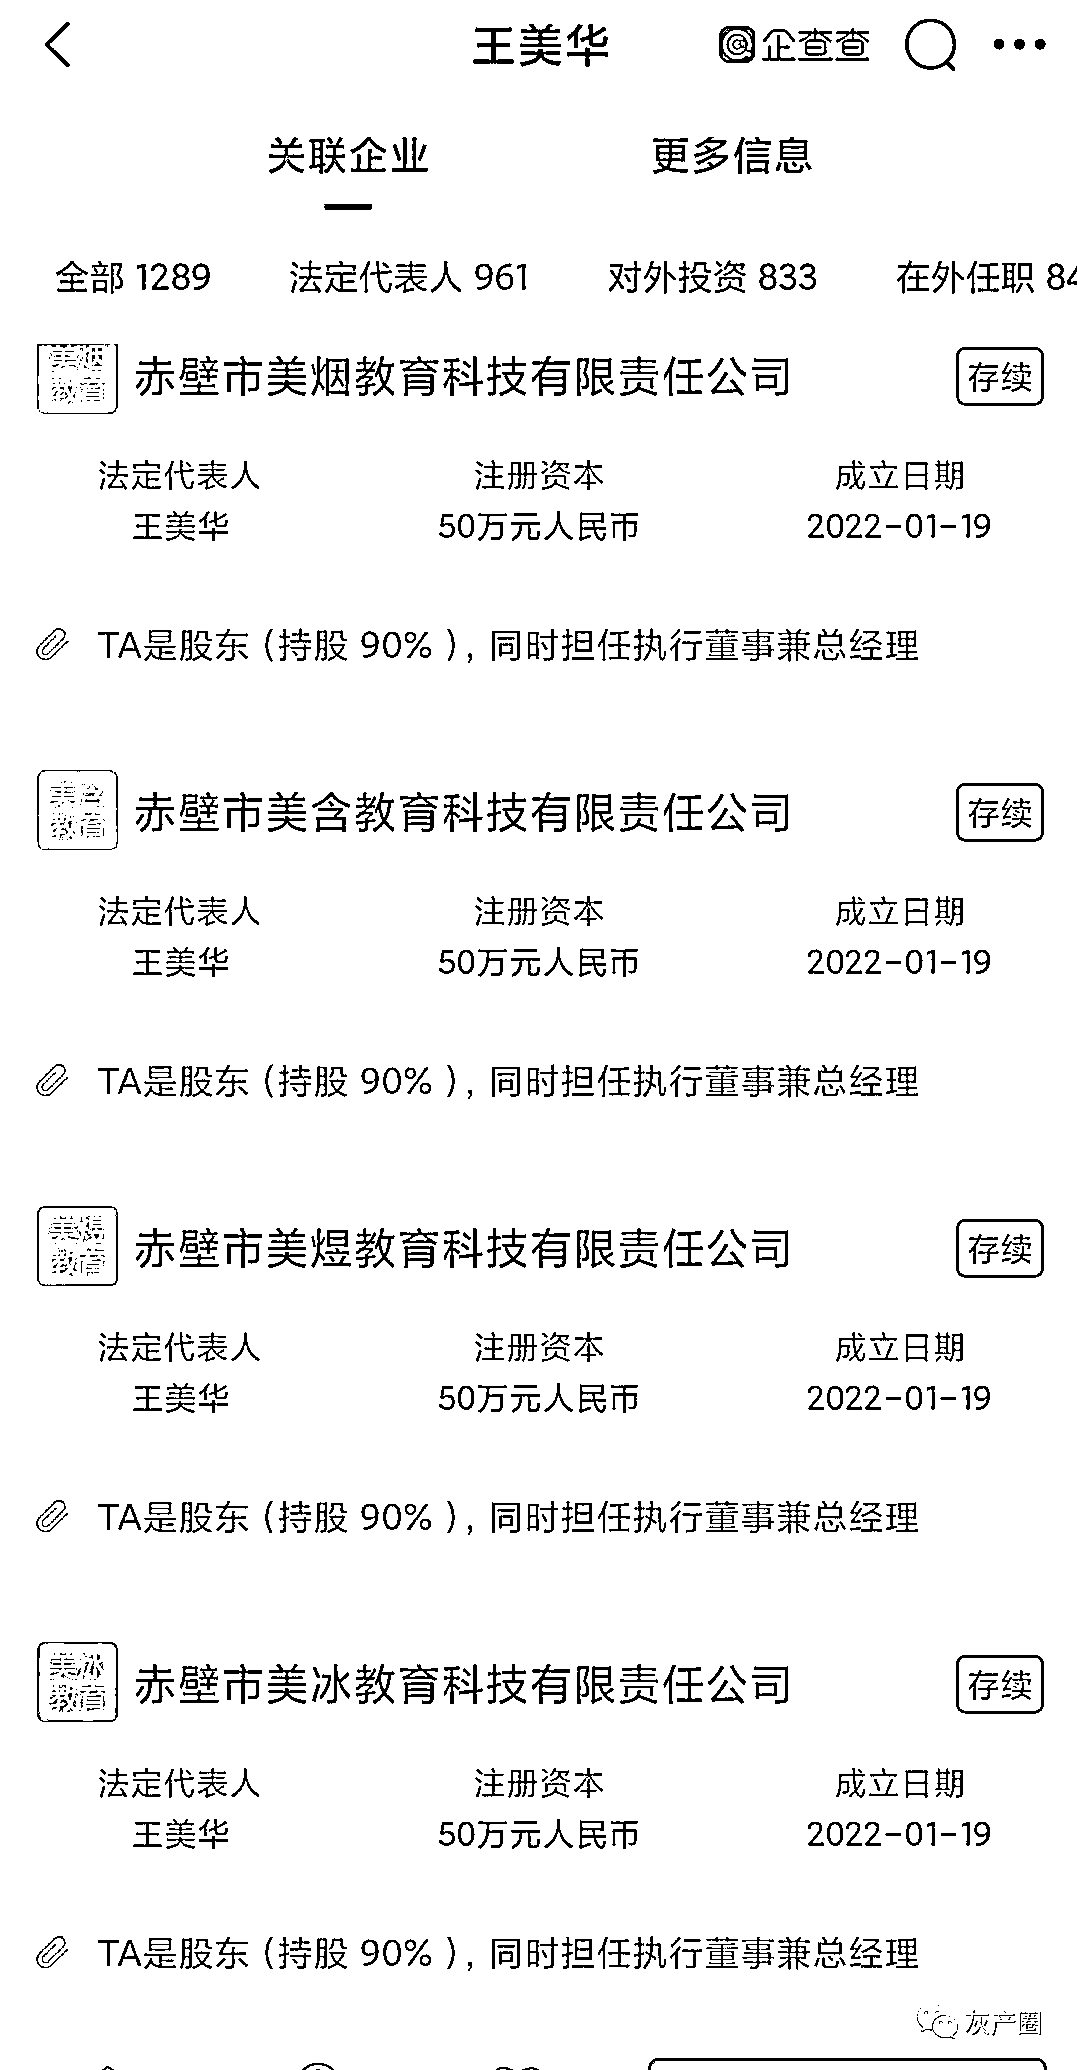 王美华 企查查
关联企业 更多信息
全部 1289 法定代表人 961 对外投资 833 在外任职 84
美烟
教育
赤壁市美烟教育科技有限责任公司 存续
法定代表人 注册资本 成立日期
王美华 50万元人民币 2022-01-19
TA是股东（持股 90%），同时担任执行董事兼总经理
美含
教育
赤壁市美含教育科技有限责任公司 存续
法定代表人 注册资本 成立日期
王美华 50万元人民币 2022-01-19
TA是股东（持股 90%），同时担任执行董事兼总经理
美煜
教育
赤壁市美煜教育科技有限责任公司 存续
法定代表人 注册资本 成立日期
王美华 50万元人民币 2022-01-19
TA是股东（持股 90%），同时担任执行董事兼总经理
美冰
教育
赤壁市美冰教育科技有限责任公司 存续
法定代表人 注册资本 成立日期
王美华 50万元人民币 2022-01-19
TA是股东（持股 90%），同时担任执行董事兼总经理
灰产圈